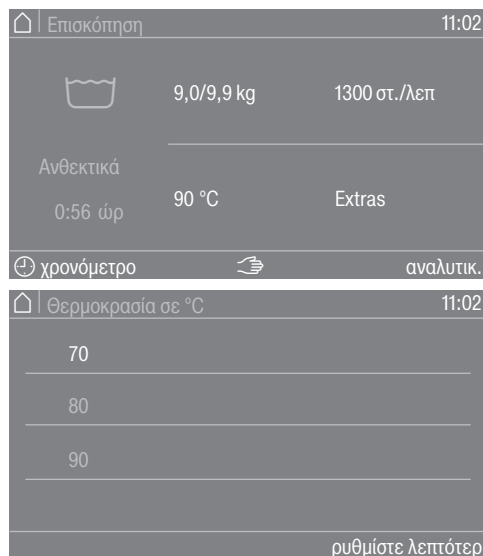 Επισκόπηση 11:02
9,0/9,9 kg 1300 στ./λεπ
Ανθεκτικά
0:56 ώρ
90 °C Extras
χρονόμετρο αναλυτικ.
Θερμοκρασία σε °C 11:02
70
80
90
ρυθμίστε λεπτότερ